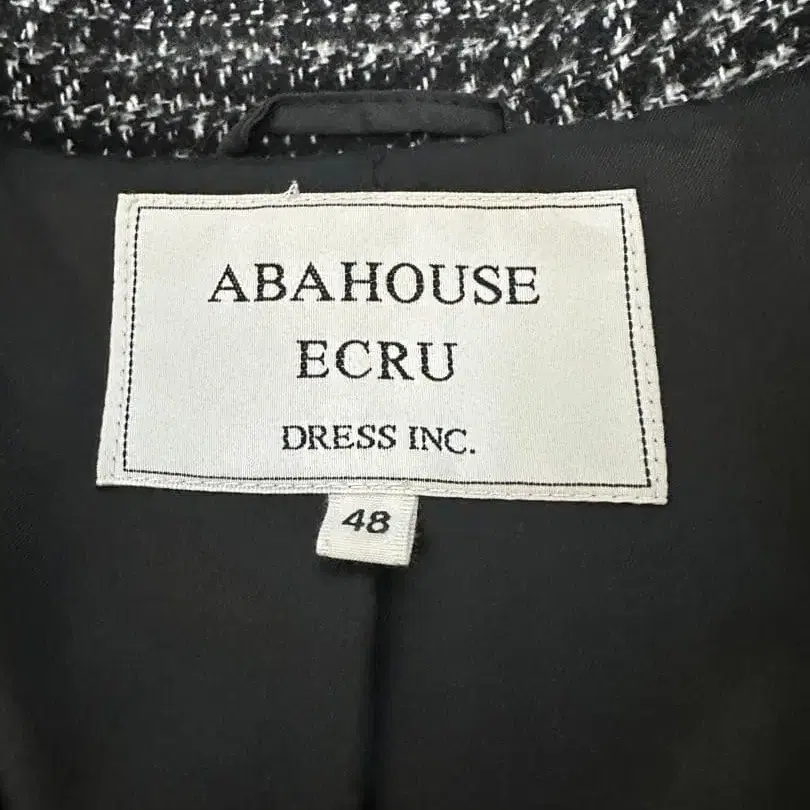 ABAHOUSE
ECRU
DRESS INC.
48